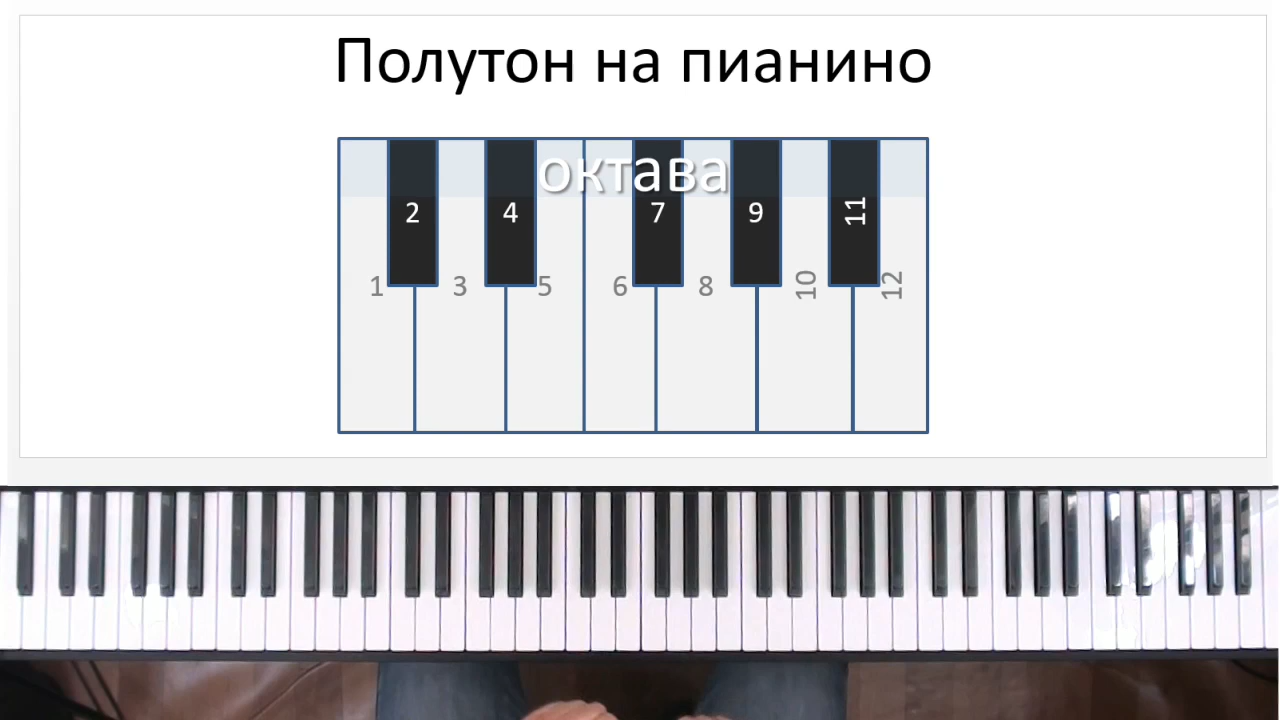 Полутон на пианино
октава
2 4 7 9 11
1 3 5 6 8 10 12